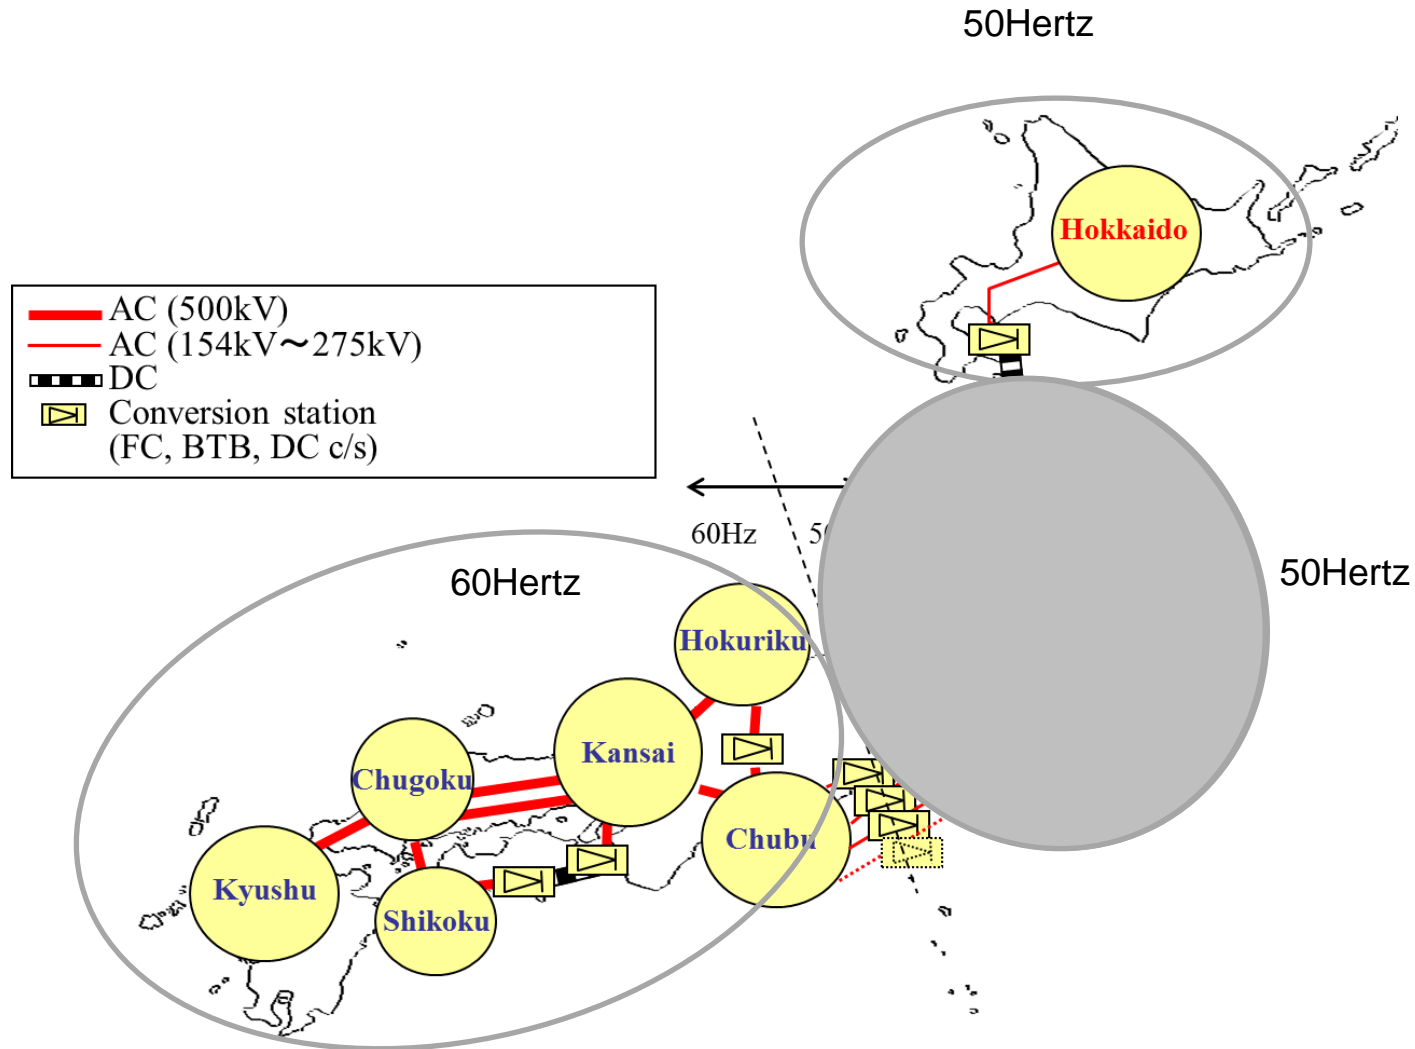 50Hertz
Hokkaido
AC (500kV)
AC (154kV～275kV)
DC
Conversion station
(FC, BTB, DC c/s)
60Hz
50Hertz
60Hertz
Hokuriku
Kansai
Chugoku
Chubu
Kyushu
Shikoku